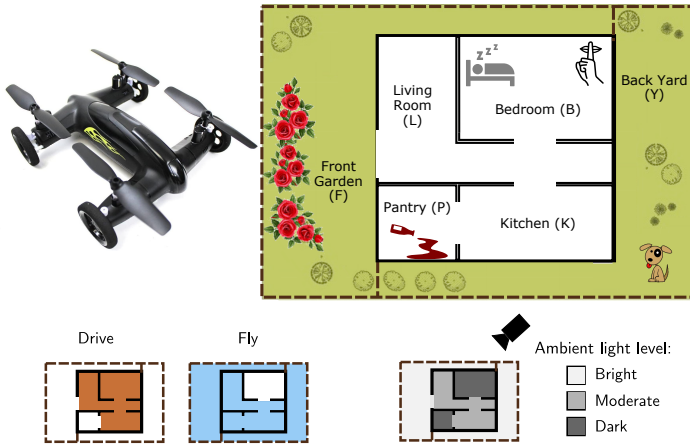 z z z
Living
Room
(L)
Bedroom (B)
Back Yard
(Y)
Front
Garden
(F)
Pantry (P)
Kitchen (K)
Drive
Fly
Ambient light level:
Bright
Moderate
Dark